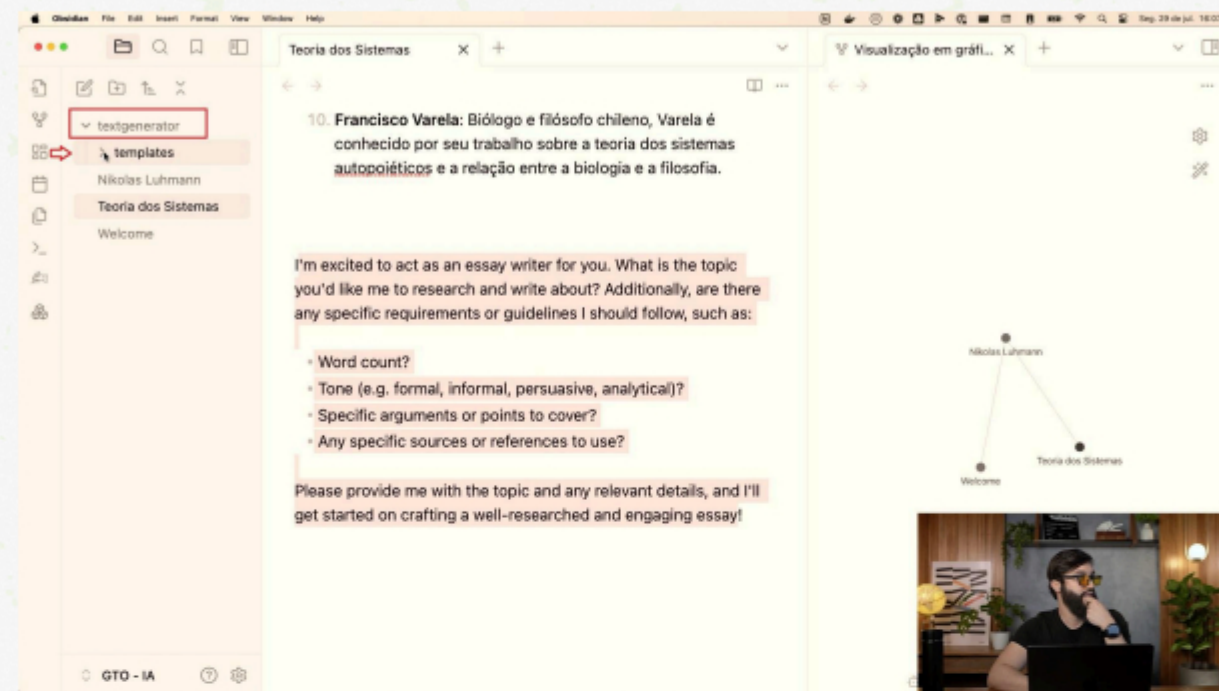 Obsidian File Edit Insert Format View Window Help
Seg. 29 de jul. 16:03
Teoria dos Sistemas
Visualização em gráfi...
textgenerator
templates
Nikolas Luhmann
Teoria dos Sistemas
Welcome
10. Francisco Varela: Biólogo e filósofo chileno, Varela é
conhecido por seu trabalho sobre a teoria dos sistemas
autopoiéticos e a relação entre a biologia e a filosofia.
I'm excited to act as an essay writer for you. What is the topic
you'd like me to research and write about? Additionally, are there
any specific requirements or guidelines I should follow, such as:
• Word count?
• Tone (e.g. formal, informal, persuasive, analytical)?
• Specific arguments or points to cover?
• Any specific sources or references to use?
Please provide me with the topic and any relevant details, and I'll
get started on crafting a well-researched and engaging essay!
Nikolas Luhmann
Teoria dos Sistemas
Welcome
GTO - IA